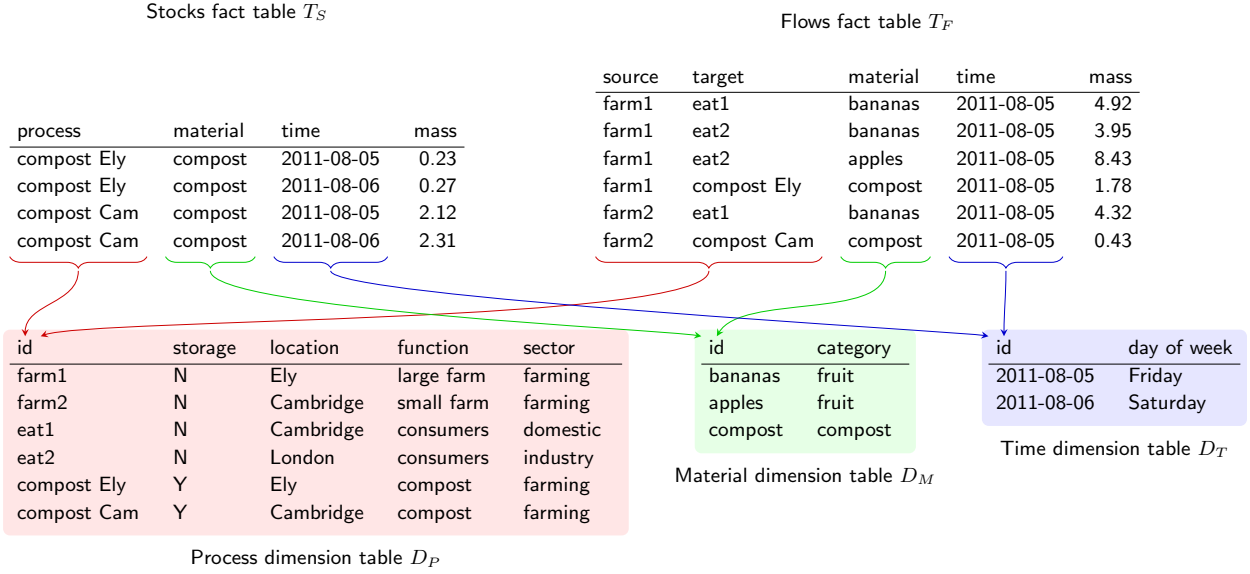 Stocks fact table T_S
process material time mass
compost Ely compost 2011-08-05 0.23
compost Ely compost 2011-08-06 0.27
compost Cam compost 2011-08-05 2.12
compost Cam compost 2011-08-06 2.31
Flows fact table T_F
source target material time mass
farm1 eat1 bananas 2011-08-05 4.92
farm1 eat2 bananas 2011-08-05 3.95
farm1 eat2 apples 2011-08-05 8.43
farm1 compost Ely compost 2011-08-05 1.78
farm2 eat1 bananas 2011-08-05 4.32
farm2 compost Cam compost 2011-08-05 0.43
id storage location function sector
farm1 N Ely large farm farming
farm2 N Cambridge small farm farming
eat1 N Cambridge consumers domestic
eat2 N London consumers industry
compost Ely Y Ely compost farming
compost Cam Y Cambridge compost farming
Process dimension table D_P
id category
bananas fruit
apples fruit
compost compost
Material dimension table D_M
id day of week
2011-08-05 Friday
2011-08-06 Saturday
Time dimension table D_T